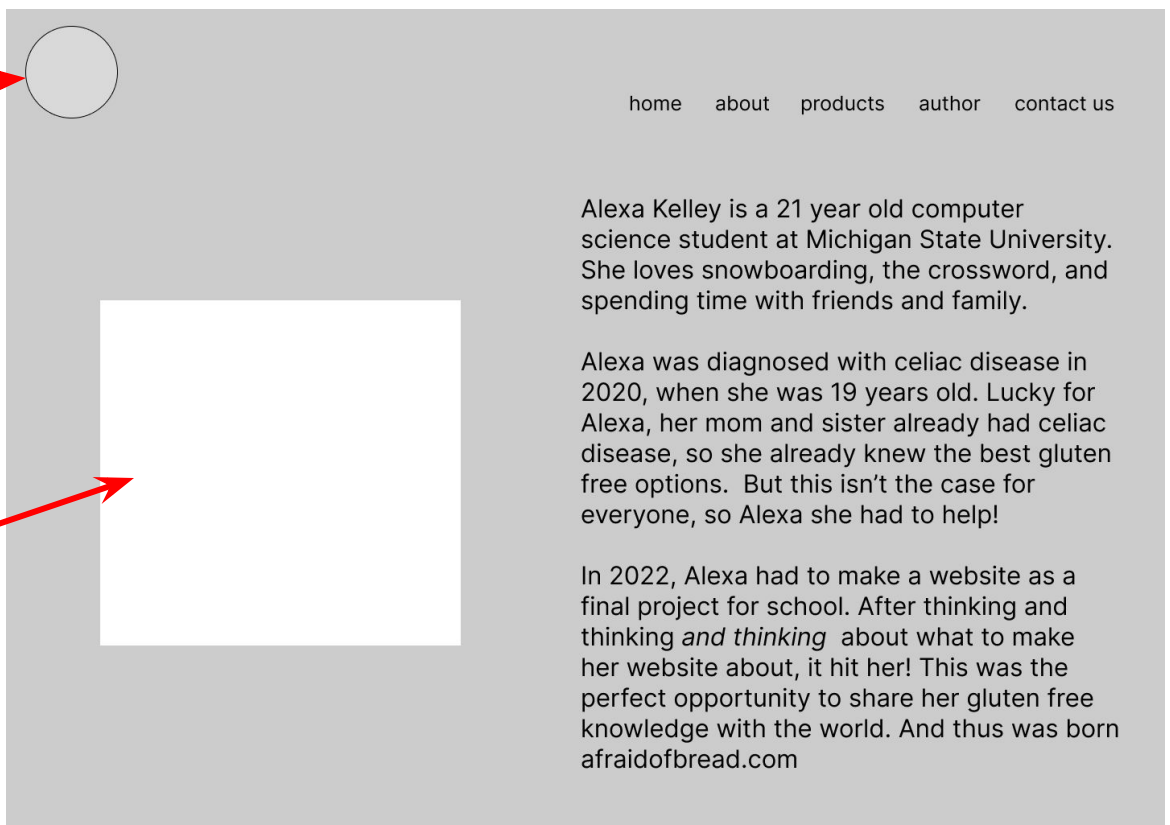 home about products author contact us
Alexa Kelley is a 21 year old computer
science student at Michigan State University.
She loves snowboarding, the crossword, and
spending time with friends and family.
Alexa was diagnosed with celiac disease in
2020, when she was 19 years old. Lucky for
Alexa, her mom and sister already had celiac
disease, so she already knew the best gluten
free options.  But this isn’t the case for
everyone, so Alexa she had to help!
In 2022, Alexa had to make a website as a
final project for school. After thinking and
thinking and thinking  about what to make
her website about, it hit her! This was the
perfect opportunity to share her gluten free
knowledge with the world. And thus was born
afraidofbread.com